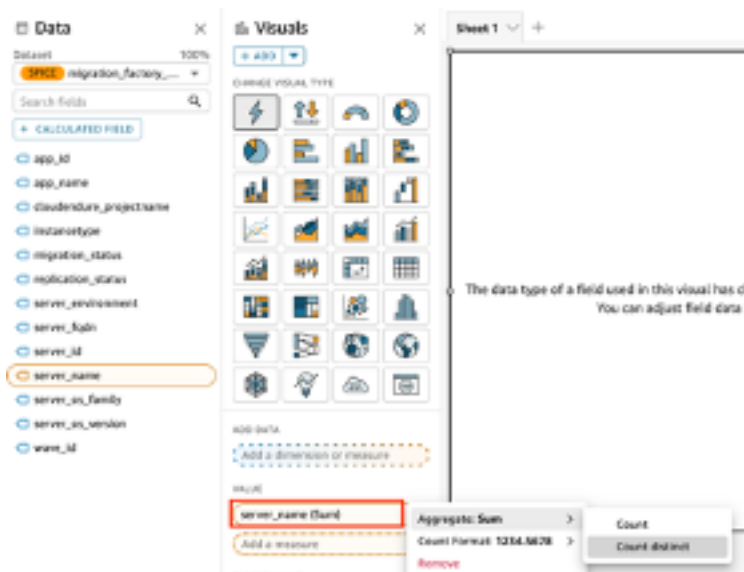 Data
Visuals
Sheet 1
Dataset
100%
+ ADD
SPICE migration_factory_...
CHANGE VISUAL TYPE
Search fields
+ CALCULATED FIELD
app_id
app_name
cloudendure_projectname
instancetype
migration_status
replication_status
server_environment
server_fqdn
server_id
server_name
server_os_family
server_os_version
wave_id
The data type of a field used in this visual has c
You can adjust field data
ADD DATA
Add a dimension or measure
VALUE
server_name (Sum)
Add a measure
Aggregate: Sum
Count Format: 1234.5678
Remove
Count
Count distinct